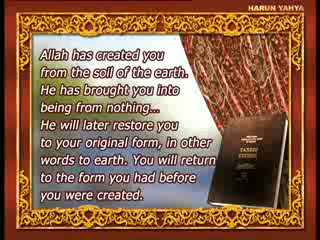 HARUN YAHYA
Allah has created you
from the soil of the earth.
He has brought you into
being from nothing...
He will later restore you
to your original form, in other
words to earth. You will return
to the form you had before
you were created.